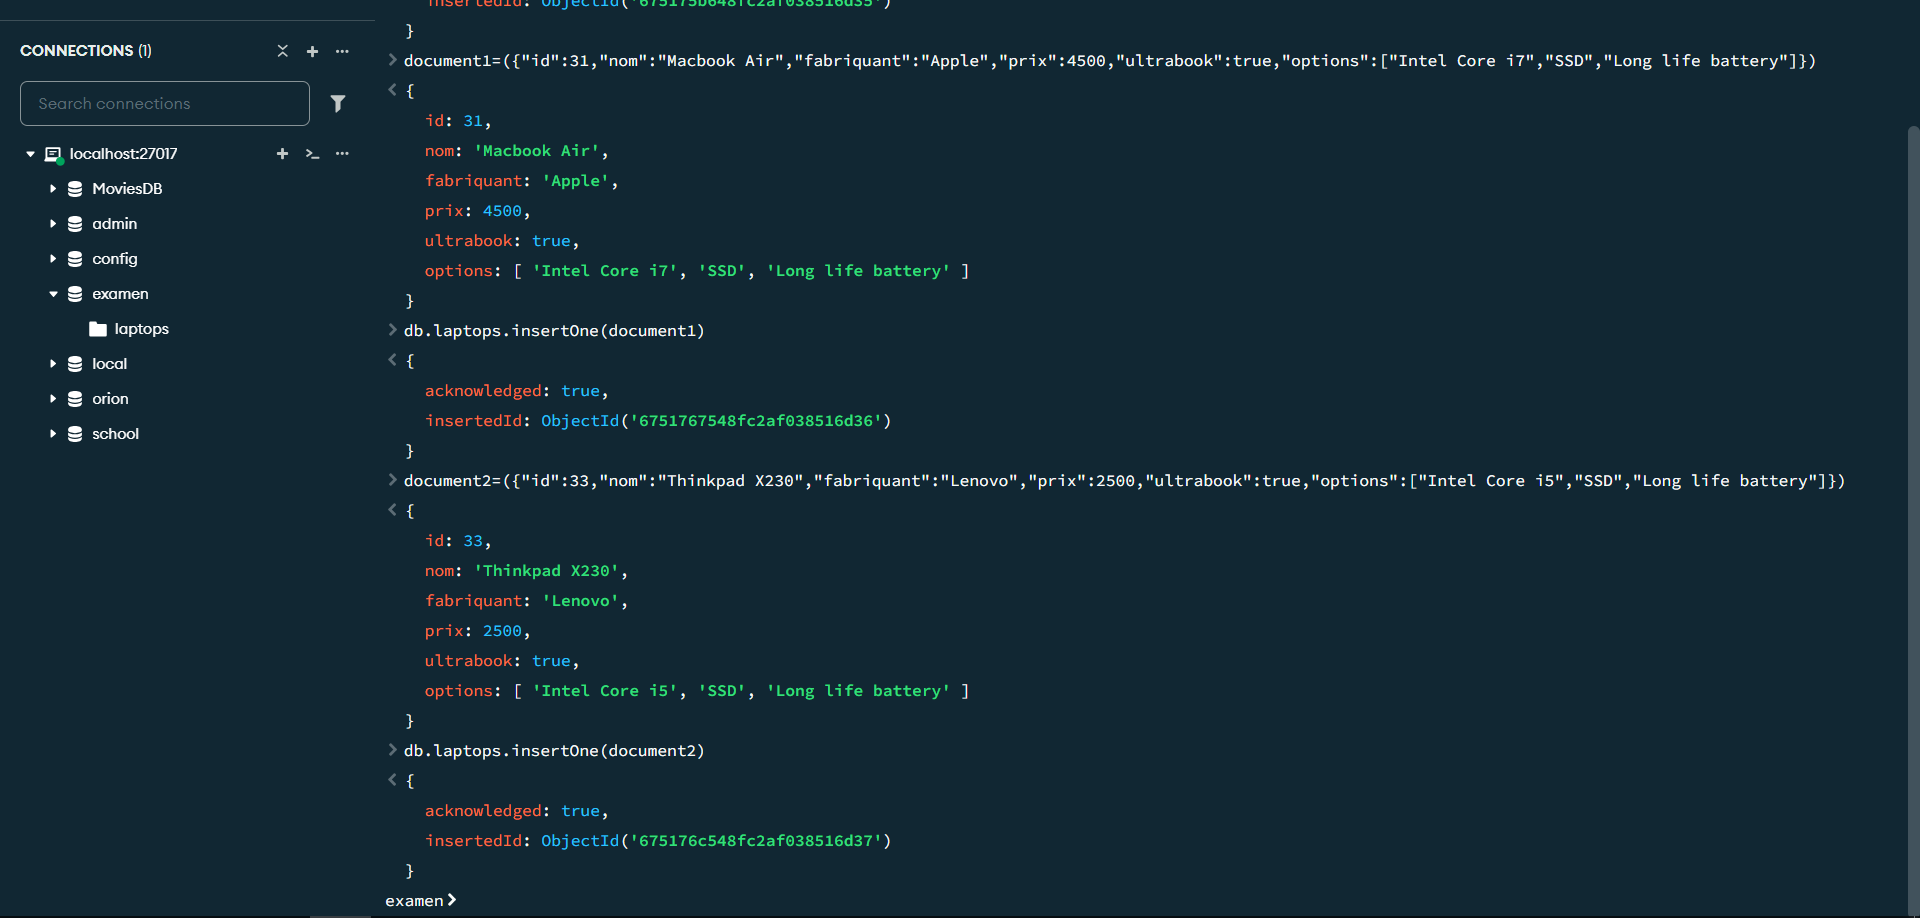 CONNECTIONS (1)
Search connections
localhost:27017
MoviesDB
admin
config
examen
laptops
local
orion
school
insertedId: ObjectId('675175b648fc2af038516d35')
}
document1=({"id":31,"nom":"Macbook Air","fabriquant":"Apple","prix":4500,"ultrabook":true,"options":["Intel Core i7","SSD","Long life battery"]})
{
id: 31,
nom: 'Macbook Air',
fabriquant: 'Apple',
prix: 4500,
ultrabook: true,
options: [ 'Intel Core i7', 'SSD', 'Long life battery' ]
}
db.laptops.insertOne(document1)
{
acknowledged: true,
insertedId: ObjectId('6751767548fc2af038516d36')
}
document2=({"id":33,"nom":"Thinkpad X230","fabriquant":"Lenovo","prix":2500,"ultrabook":true,"options":["Intel Core i5","SSD","Long life battery"]})
{
id: 33,
nom: 'Thinkpad X230',
fabriquant: 'Lenovo',
prix: 2500,
ultrabook: true,
options: [ 'Intel Core i5', 'SSD', 'Long life battery' ]
}
db.laptops.insertOne(document2)
{
acknowledged: true,
insertedId: ObjectId('675176c548fc2af038516d37')
}
examen>